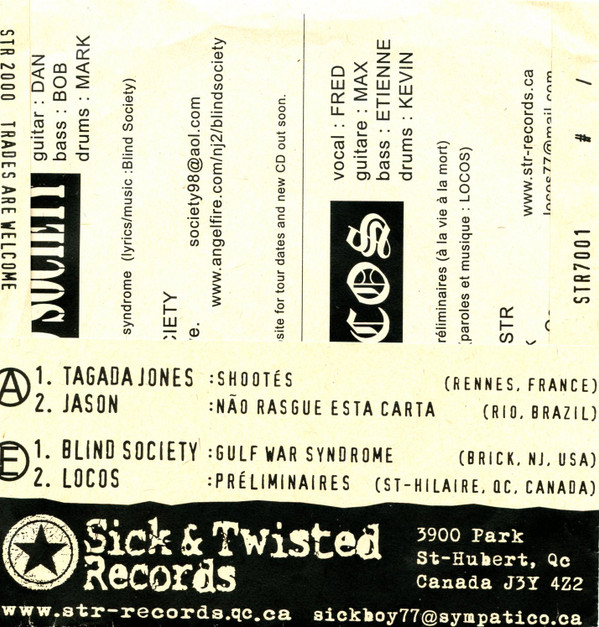 STR 2000 TRADES ARE WELCOME
guitar : DAN
bass : BOB
drums : MARK
SOCIETY
syndrome (lyrics/music :Blind Society)
society98@aol.com
www.angelfire.com/nj2/blindsociety
site for tour dates and new CD out soon.
vocal : FRED
guitare : MAX
bass : ETIENNE
drums : KEVIN
COS
réliminaires (à la vie à la mort)
paroles et musique : LOCOS)
STR
www.str-records.ca
locos77@
STR7001 # /
A 1. TAGADA JONES :SHOOTÉS (RENNES, FRANCE)
2. JASON :NÃO RASGUE ESTA CARTA (RIO, BRAZIL)
E 1. BLIND SOCIETY :GULF WAR SYNDROME (BRICK, NJ, USA)
2. LOCOS :PRÉLIMINAIRES (ST-HILAIRE, QC, CANADA)
Sick & Twisted
Records
3900 Park
St-Hubert, Qc
Canada J3Y 4Z2
www.str-records.qc.ca sickboy77@sympatico.ca